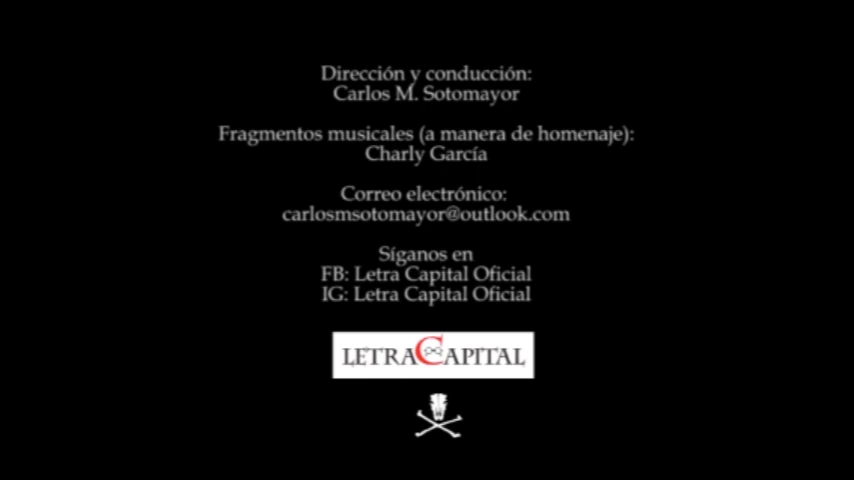 Dirección y conducción:
Carlos M. Sotomayor
Fragmentos musicales (a manera de homenaje):
Charly García
Correo electrónico:
carlosmsotomayor@outlook.com
Síganos en
FB: Letra Capital Oficial
IG: Letra Capital Oficial
LETRACAPITAL